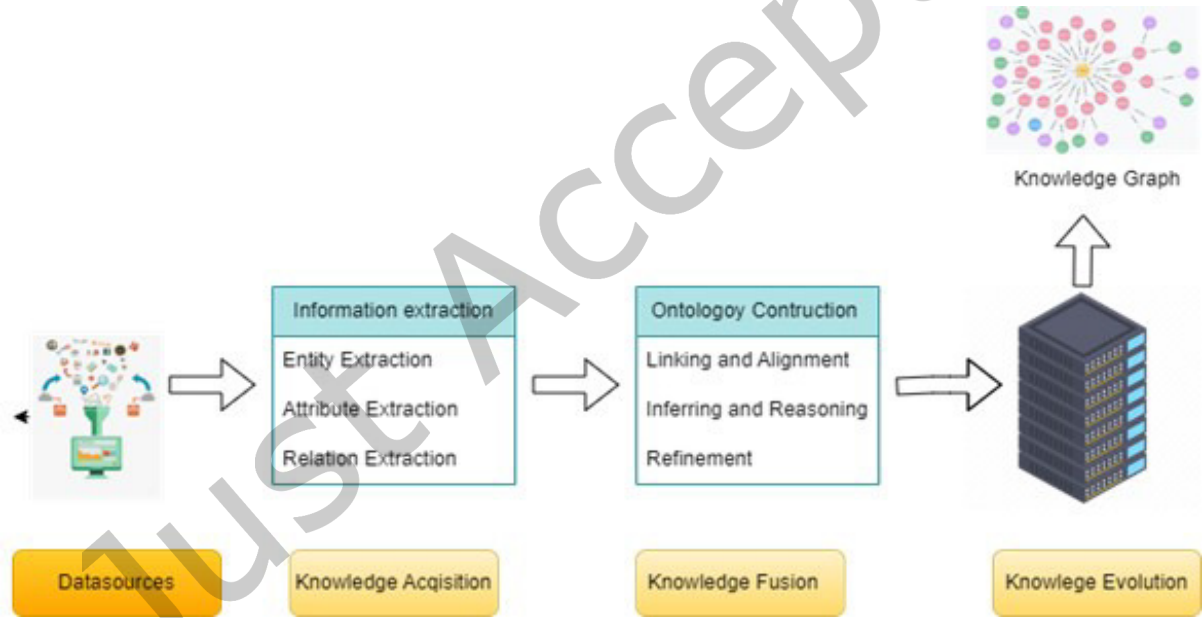 Knowledge Graph
Information extraction
Entity Extraction
Attribute Extraction
Relation Extraction
Ontologoy Contruction
Linking and Alignment
Inferring and Reasoning
Refinement
Datasources
Knowledge Acqisition
Knowledge Fusion
Knowlege Evolution
Just Accep